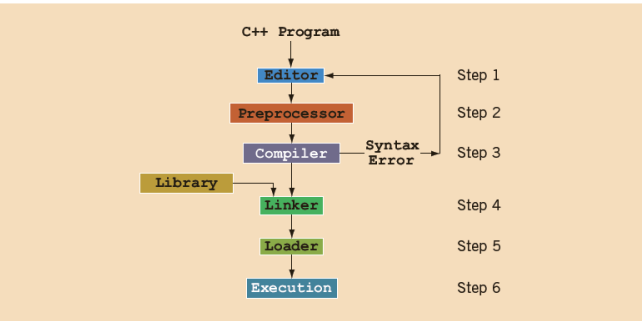 C++ Program
Editor
Step 1
Preprocessor
Step 2
Compiler
Syntax
Error
Step 3
Library
Linker
Step 4
Loader
Step 5
Execution
Step 6